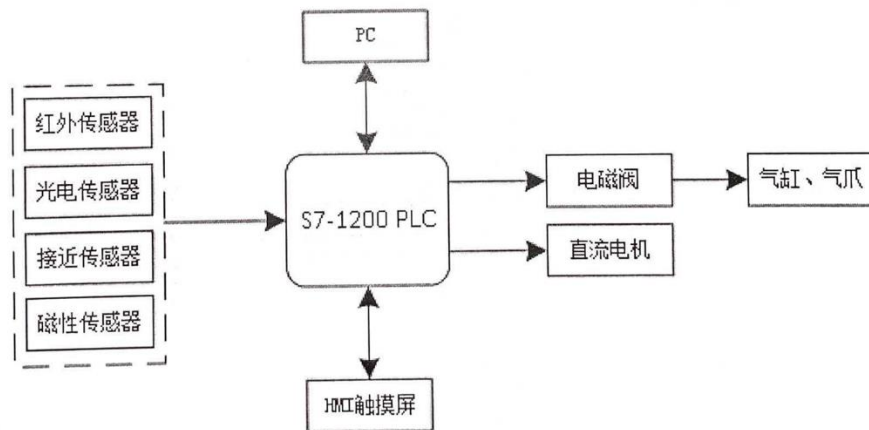 PC
红外传感器
光电传感器
接近传感器
磁性传感器
S7-1200 PLC
电磁阀
气缸、气爪
直流电机
HMI触摸屏